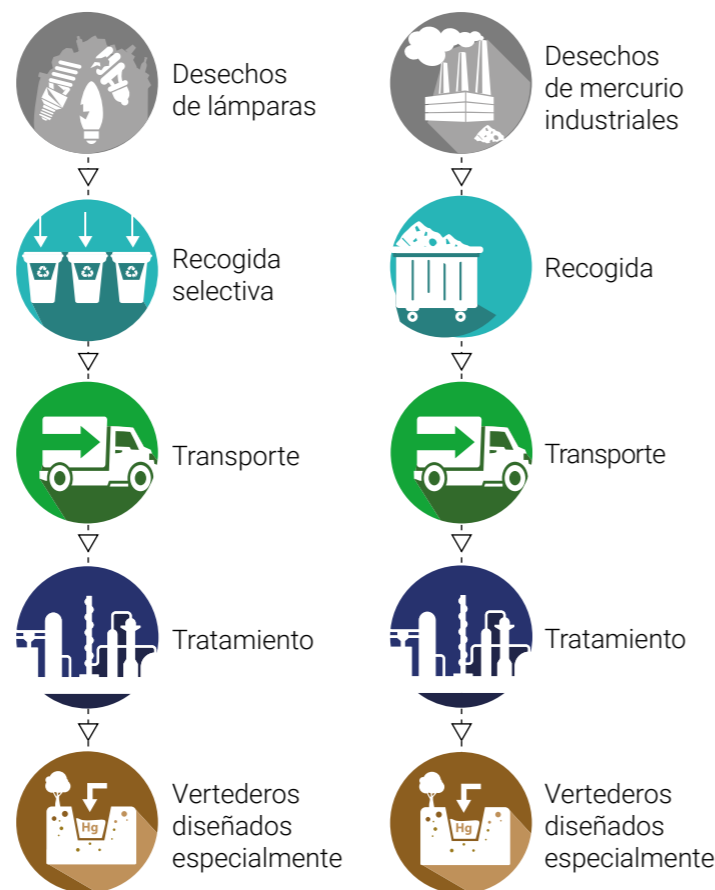 Desechos
de lámparas
Recogida
selectiva
Transporte
Tratamiento
Hg
Vertederos
diseñados
especialmente
Desechos
de mercurio
industriales
Recogida
Transporte
Tratamiento
Hg
Vertederos
diseñados
especialmente